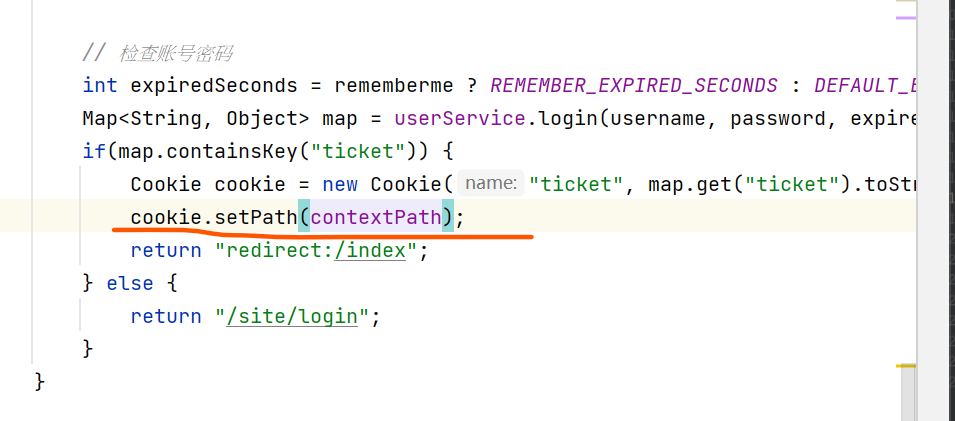 // 检查账号密码
int expiredSeconds = rememberme ? REMEMBER_EXPIRED_SECONDS : DEFAULT_E
Map<String, Object> map = userService.login(username, password, expire
if(map.containsKey("ticket")) {
Cookie cookie = new Cookie( name: "ticket", map.get("ticket").toStr
cookie.setPath(contextPath);
return "redirect:/index";
} else {
return "/site/login";
}
}